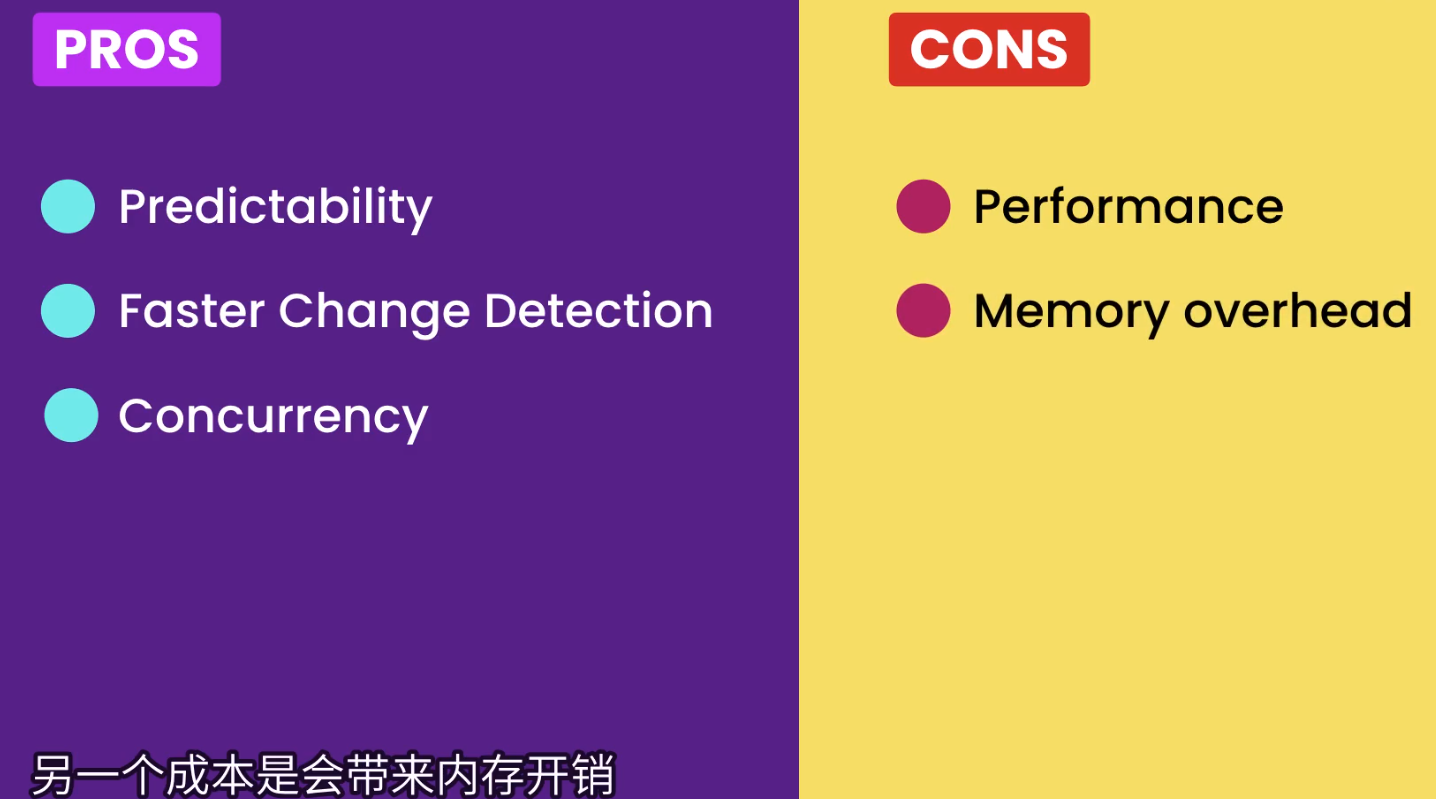 PROS
Predictability
Faster Change Detection
Concurrency
CONS
Performance
Memory overhead
另一个成本是会带来内存开销